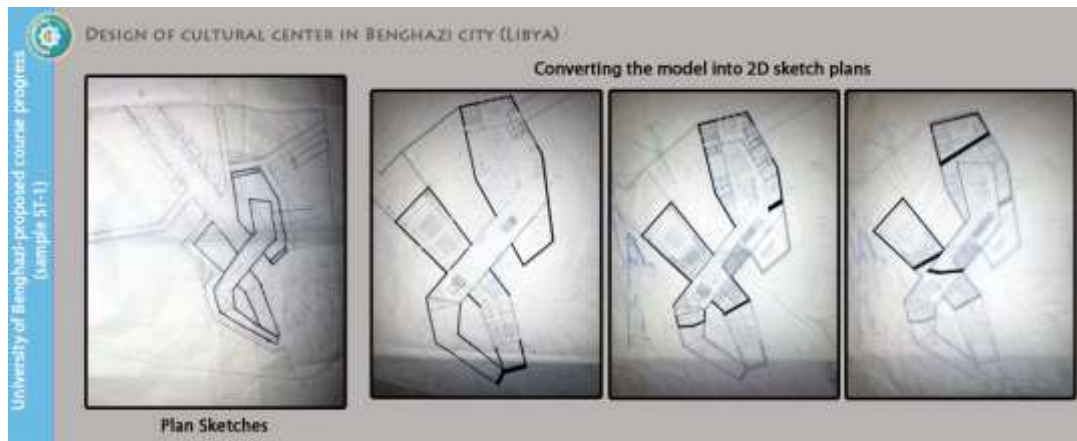 DESIGN OF CULTURAL CENTER IN BENGHAZI CITY (LIBYA)
Converting the model into 2D sketch plans
University of Benghazi-proposed course progress
(sample ST-1)
Plan Sketches